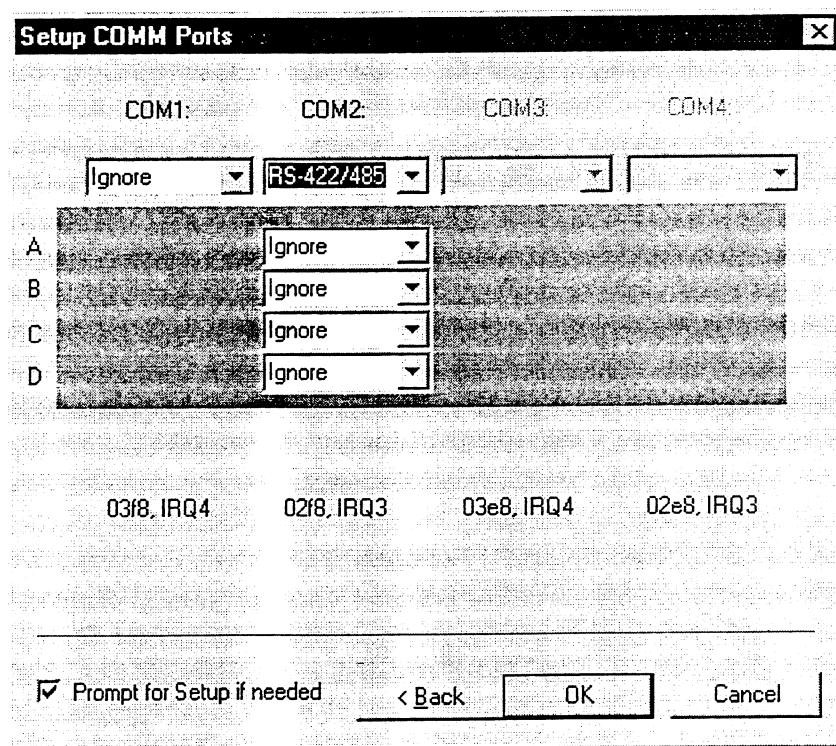 Setup COMM Ports
COM1: COM2: COM3: COM4:
Ignore RS-422/485
A Ignore
B Ignore
C Ignore
D Ignore
03f8, IRQ4 02f8, IRQ3 03e8, IRQ4 02e8, IRQ3
Prompt for Setup if needed < Back OK Cancel